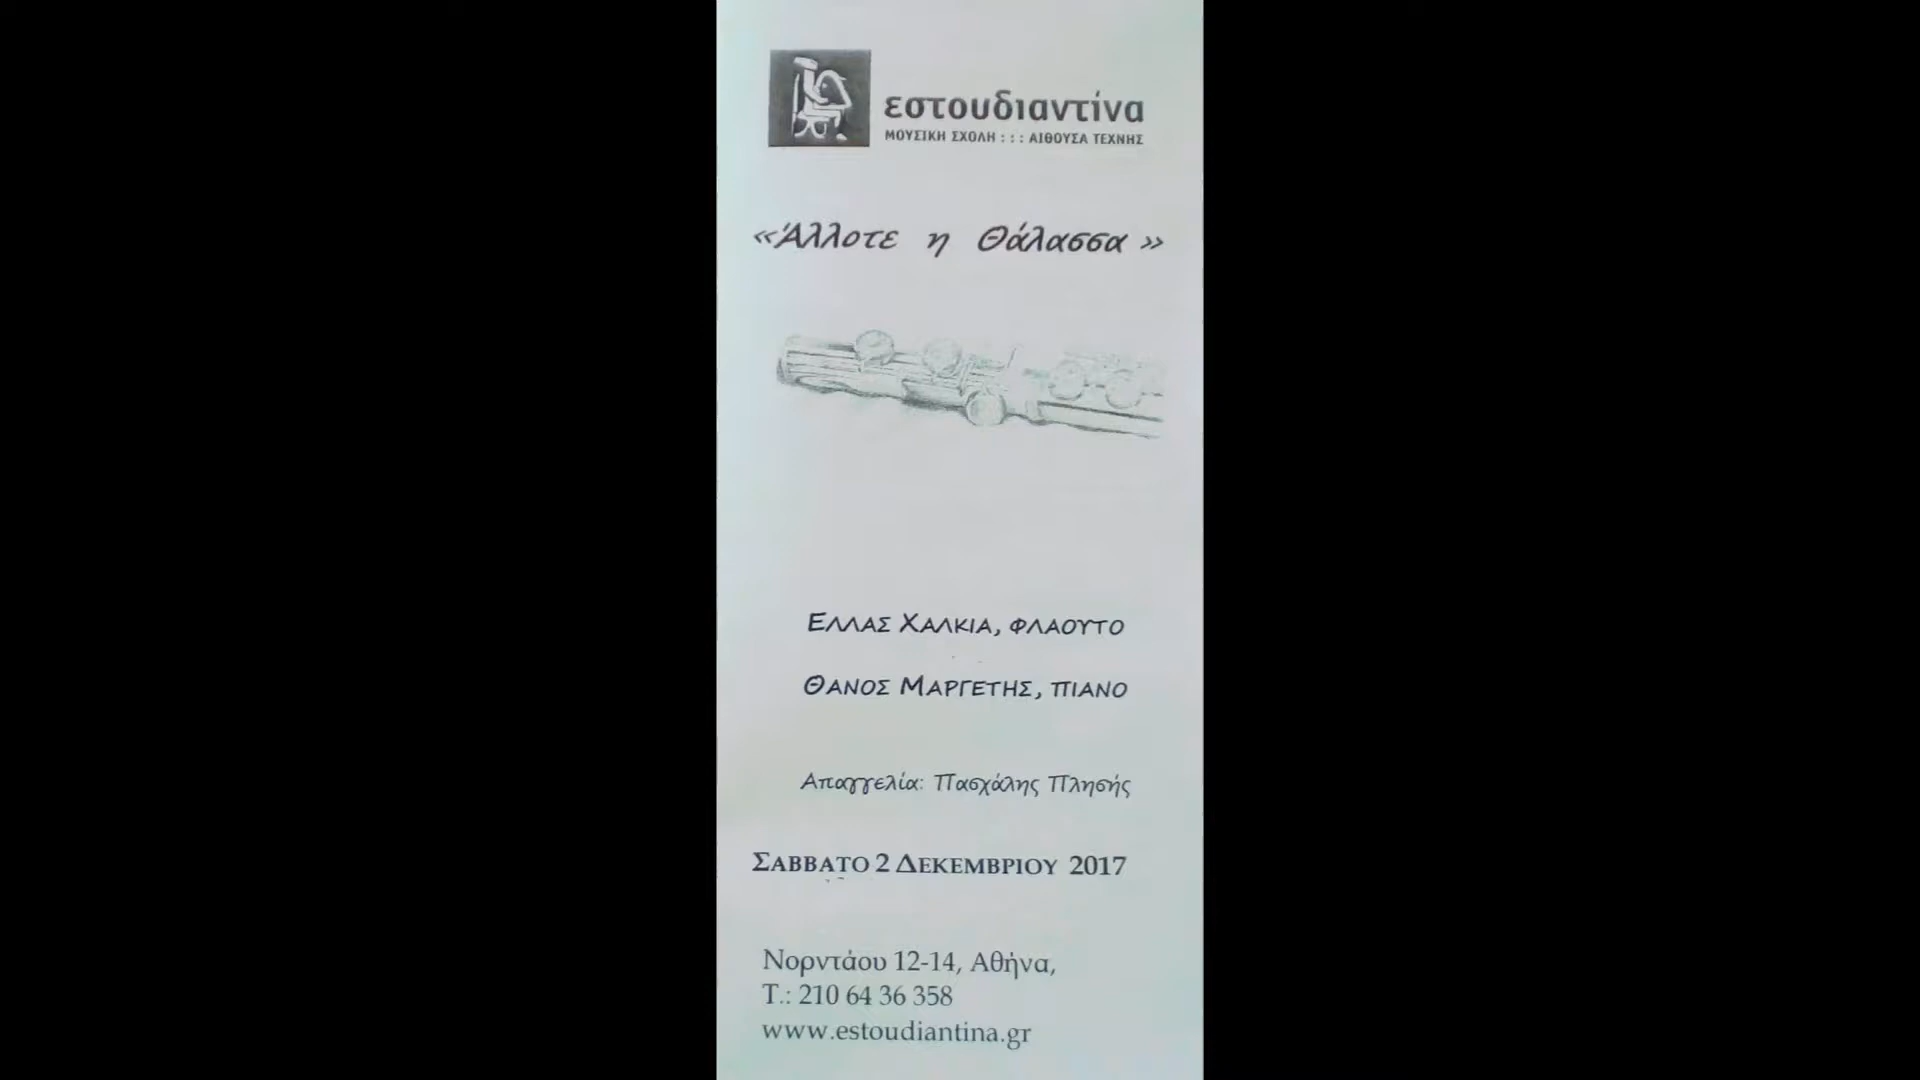 εστουδιαντίνα
ΜΟΥΣΙΚΗ ΣΧΟΛΗ : : : ΑΙΘΟΥΣΑ ΤΕΧΝΗΣ
«Άλλοτε η Θάλασσα»
ΕΛΛΑΣ ΧΑΛΚΙΑ, ΦΛΑΟΥΤΟ
ΘΑΝΟΣ ΜΑΡΓΕΤΗΣ, ΠΙΑΝΟ
Απαγγελία: Πασχάλης Πλησής
ΣΑΒΒΑΤΟ 2 ΔΕΚΕΜΒΡΙΟΥ 2017
Νορντάου 12-14, Αθήνα,
Τ.: 210 64 36 358
www.estoudiantina.gr